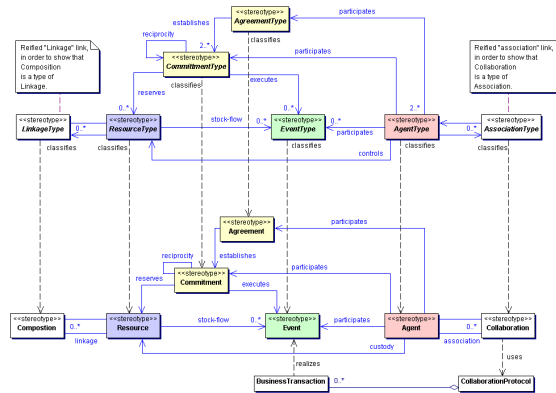 <<stereotype>>
AgreementType
participates
establishes
Reified "Linkage" link,
in order to show that
Composition
is a type of
Linkage.
reciprocity
2..*
classifies
<<stereotype>>
CommittmentType
participates
Reified "association" link,
in order to show that
Collaboration
is a type of
Association.
classifies
executes
reserves
0..*
0..*
2..*
<<stereotype>>
LinkageType
0..*
<<stereotype>>
ResourceType
stock-flow
0..*
<<stereotype>>
EventType
0..*
participates
<<stereotype>>
AgentType
0..*
<<stereotype>>
AssociationType
classifies
classifies
classifies
classifies
classifies
controls
<<stereotype>>
Agreement
participates
establishes
reciprocity
<<stereotype>>
Commitment
participates
reserves
executes
<<stereotype>>
Compostion
0..*
linkage
<<stereotype>>
Resource
stock-flow
0..*
<<stereotype>>
Event
participates
<<stereotype>>
Agent
0..*
association
<<stereotype>>
Collaboration
custody
realizes
uses
BusinessTransaction
0..*
CollaborationProtocol